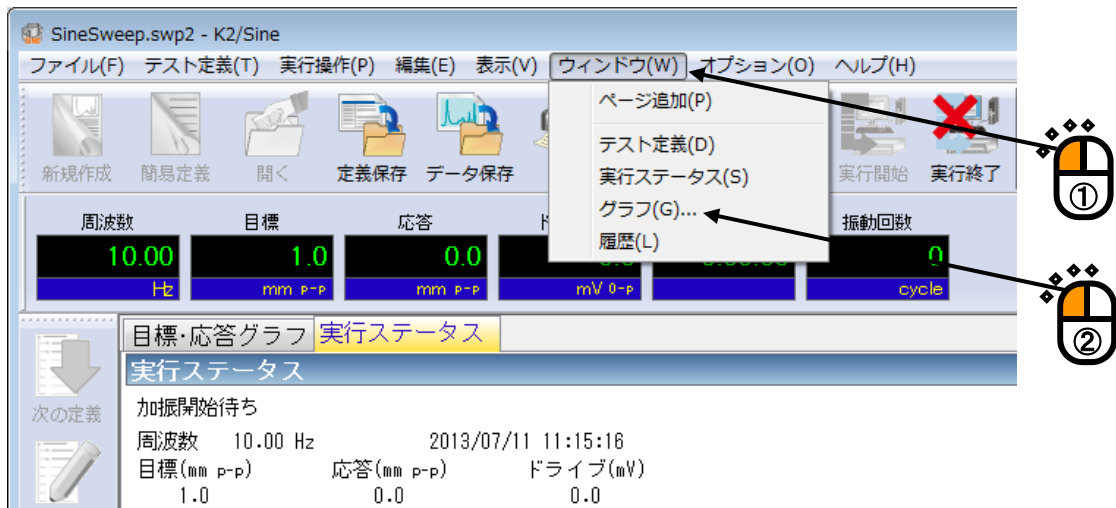 SineSweep.swp2 - K2/Sine
ファイル(F) テスト定義(T) 実行操作(P) 編集(E) 表示(V) ウィンドウ(W) オプション(O) ヘルプ(H)
ページ追加(P)
テスト定義(D)
実行ステータス(S)
グラフ(G)...
履歴(L)
新規作成 簡易定義 開く 定義保存 データ保存 実行開始 実行終了
①
②
周波数 目標 応答 振動回数
10.00 1.0 0.0 0
Hz mm p-p mm p-p mV 0-p cycle
目標・応答グラフ 実行ステータス
実行ステータス
次の定義
加振開始待ち
周波数 10.00 Hz 2013/07/11 11:15:16
目標(mm p-p) 応答(mm p-p) ドライブ(mV)
1.0 0.0 0.0